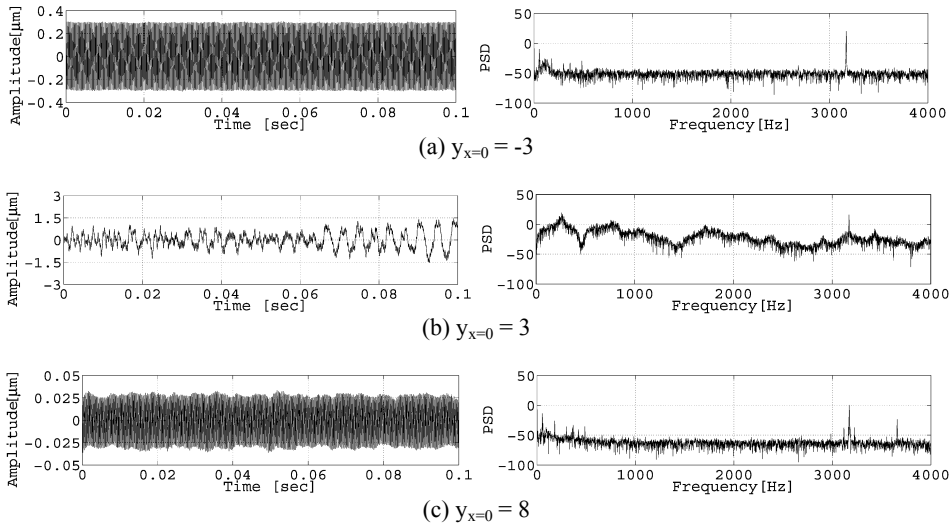 Amplitude[μm]
0.4
0.2
0
-0.2
-0.4
0 0.02 0.04 0.06 0.08 0.1
Time [sec]
PSD
50
0
-50
-100
0 1000 2000 3000 4000
Frequency[Hz]
(a) yx=0 = -3
Amplitude[μm]
3
1.5
0
-1.5
-3
0 0.02 0.04 0.06 0.08 0.1
Time [sec]
PSD
50
0
-50
-100
0 1000 2000 3000 4000
Frequency[Hz]
(b) yx=0 = 3
Amplitude[μm]
0.05
0.025
0
-0.025
-0.05
0 0.02 0.04 0.06 0.08 0.1
Time [sec]
PSD
50
0
-50
-100
0 1000 2000 3000 4000
Frequency[Hz]
(c) yx=0 = 8